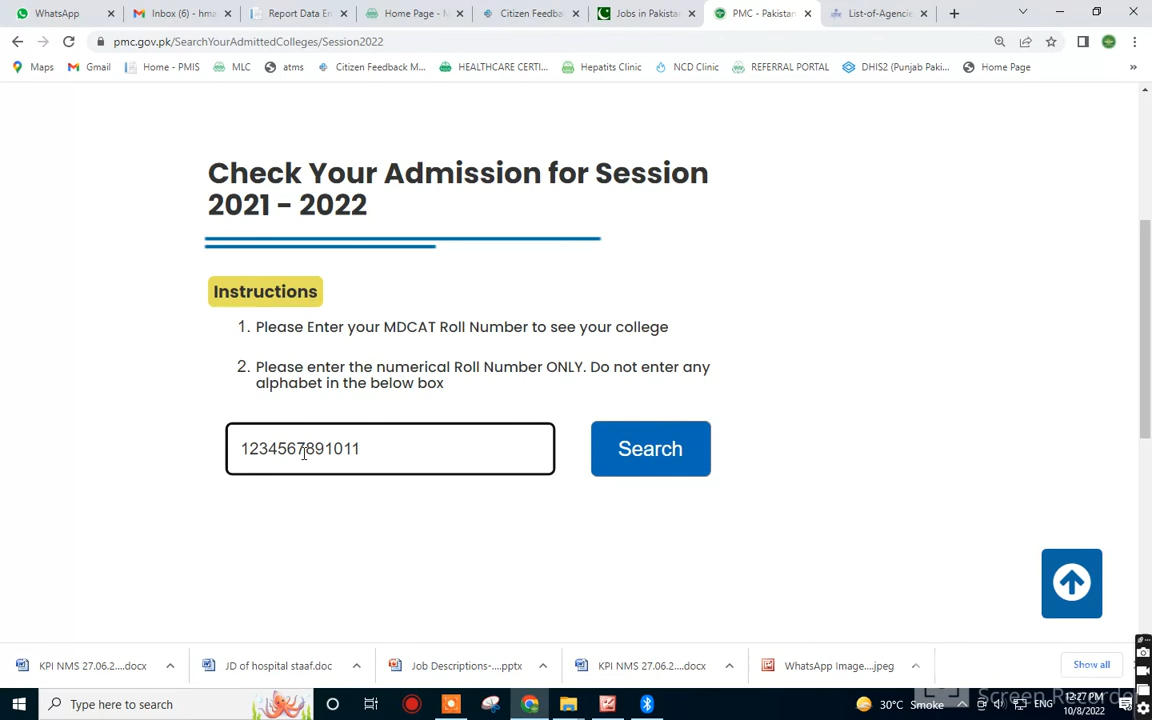 WhatsApp
Inbox (6) - hma
Report Data En
Home Page - N
Citizen Feedba
Jobs in Pakista
PMC - Pakistan
List-of-Agencie
pmc.gov.pk/SearchYourAdmittedColleges/Session2022
Maps
Gmail
Home - PMIS
MLC
atms
Citizen Feedback M...
HEALTHCARE CERTI...
Hepatits Clinic
NCD Clinic
REFERRAL PORTAL
DHIS2 (Punjab Paki...
Home Page
»
Check Your Admission for Session
2021 - 2022
Instructions
1. Please Enter your MDCAT Roll Number to see your college
2. Please enter the numerical Roll Number ONLY. Do not enter any
alphabet in the below box
1234567891011
Search
KPI NMS 27.06.2....docx
JD of hospital staaf.doc
Job Descriptions-....pptx
KPI NMS 27.06.2....docx
WhatsApp Image....jpeg
Show all
Type here to search
30°C Smoke
ENG
12:27 PM
10/8/2022
Screen Recorder